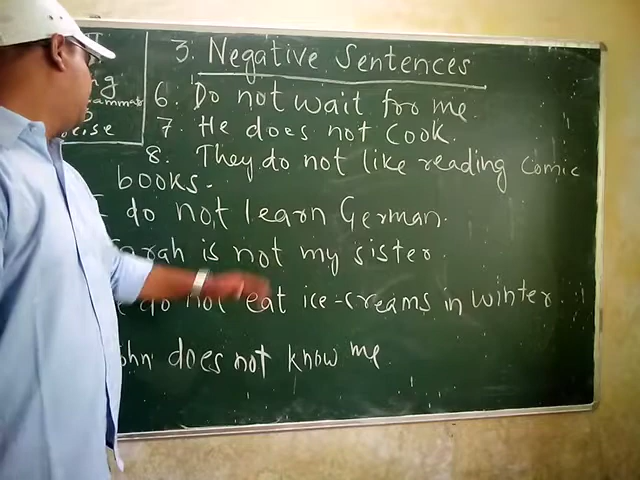 3. Negative Sentences
6. Do not wait for me.
7. He does not cook.
8. They do not like reading comic
books.
I do not learn German.
is not my sister.
do not eat ice-creams in winter.
does not know me.